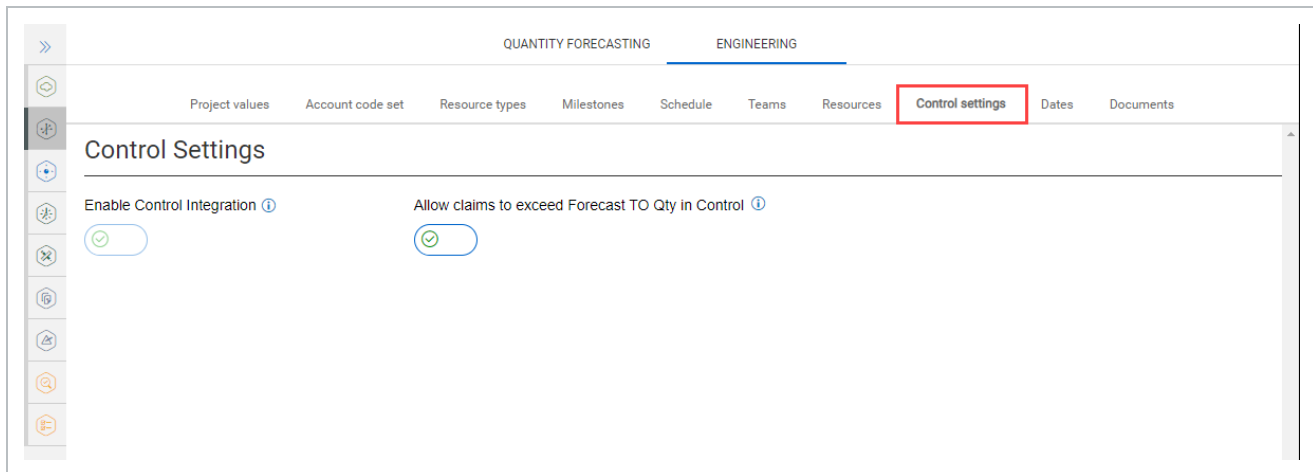 QUANTITY FORECASTING ENGINEERING
Project values Account code set Resource types Milestones Schedule Teams Resources Control settings Dates Documents
Control Settings
Enable Control Integration Allow claims to exceed Forecast TO Qty in Control